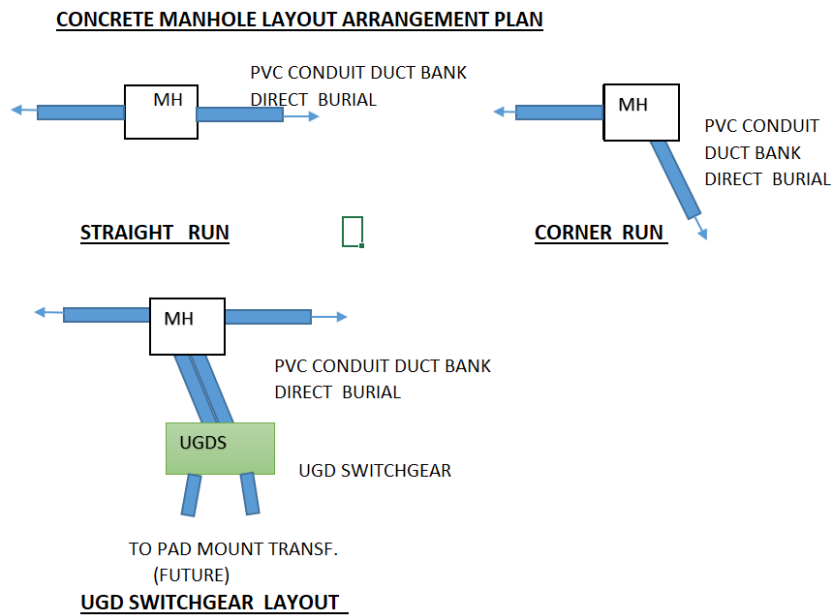 CONCRETE MANHOLE LAYOUT ARRANGEMENT PLAN
MH
PVC CONDUIT DUCT BANK
DIRECT BURIAL
STRAIGHT RUN
MH
PVC CONDUIT
DUCT BANK
DIRECT BURIAL
CORNER RUN
MH
PVC CONDUIT DUCT BANK
DIRECT BURIAL
UGDS
UGD SWITCHGEAR
TO PAD MOUNT TRANSF.
(FUTURE)
UGD SWITCHGEAR LAYOUT